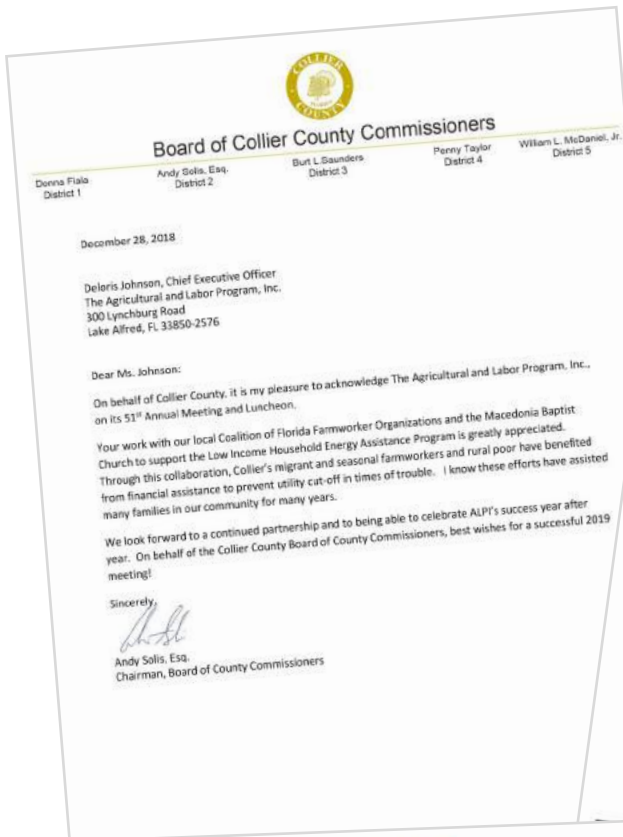 COLLIER
COUNTY
Board of Collier County Commissioners
Donna Fiala
District 1
Andy Solis, Esq.
District 2
Burt L. Saunders
District 3
Penny Taylor
District 4
William L. McDaniel, Jr.
District 5
December 28, 2018
Deloris Johnson, Chief Executive Officer
The Agricultural and Labor Program, Inc.
300 Lynchburg Road
Lake Alfred, FL 33850-2576
Dear Ms. Johnson:
On behalf of Collier County, it is my pleasure to acknowledge The Agricultural and Labor Program, Inc.,
on its 51st Annual Meeting and Luncheon.
Your work with our local Coalition of Florida Farmworker Organizations and the Macedonia Baptist
Church to support the Low Income Household Energy Assistance Program is greatly appreciated.
Through this collaboration, Collier's migrant and seasonal farmworkers and rural poor have benefited
from financial assistance to prevent utility cut-off in times of trouble. I know these efforts have assisted
many families in our community for many years.
We look forward to a continued partnership and to being able to celebrate ALPI's success year after
year. On behalf of the Collier County Board of County Commissioners, best wishes for a successful 2019
meeting!
Sincerely,
Andy Solis, Esq.
Chairman, Board of County Commissioners